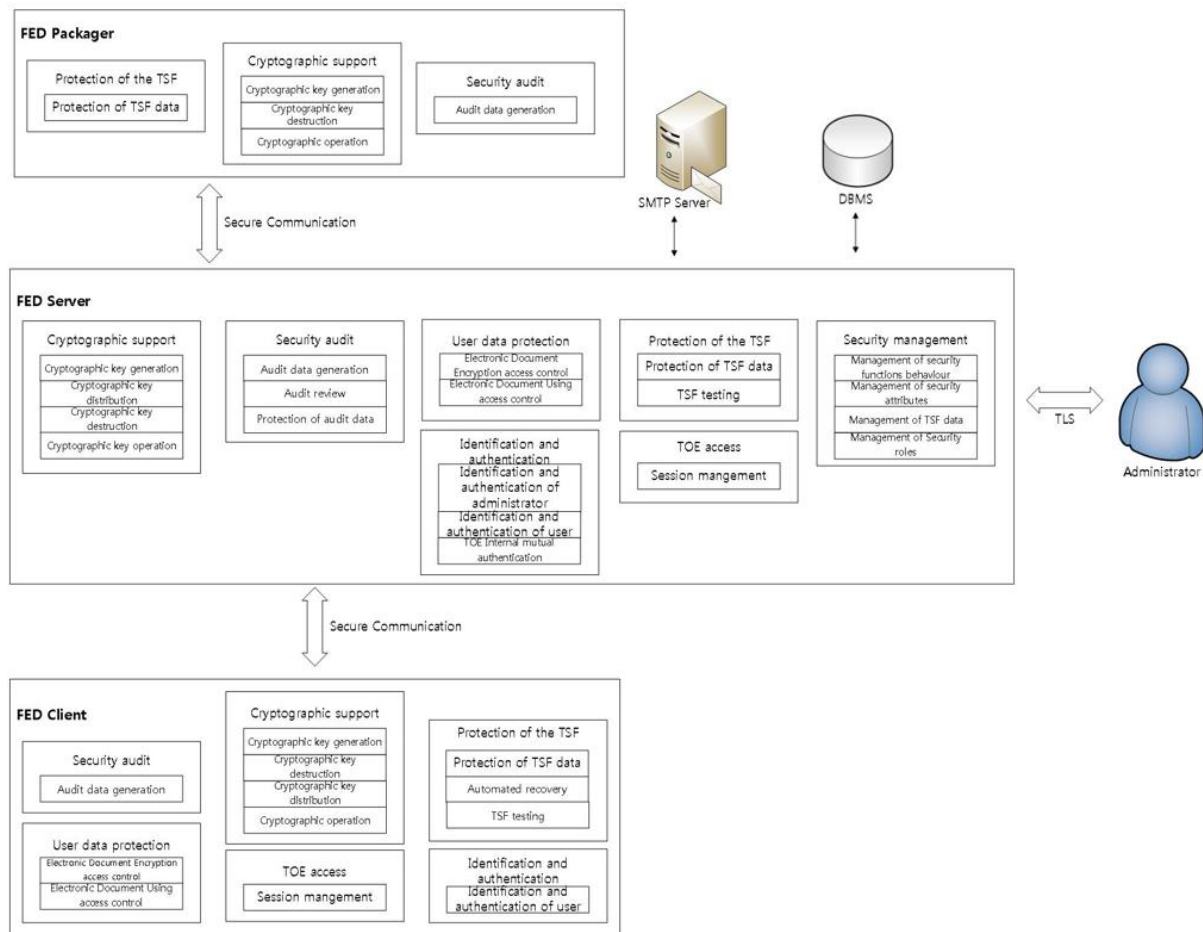 FED Packager
Protection of the TSF
Protection of TSF data
Cryptographic support
Cryptographic key generation
Cryptographic key
destruction
Cryptographic operation
Security audit
Audit data generation
SMTP Server
DBMS
Secure Communication
FED Server
Cryptographic support
Cryptographic key generation
Cryptographic key
distribution
Cryptographic key
destruction
Cryptographic key operation
Security audit
Audit data generation
Audit review
Protection of audit data
User data protection
Electronic Document
Encryption access control
Electronic Document Using
access control
Identification and
authentication
Identification and
authentication of
administrator
Identification and
authentication of user
TOE Internal mutual
authentication
Protection of the TSF
Protection of TSF data
TSF testing
TOE access
Session mangement
Security management
Management of security
functions behaviour
Management of security
attributes
Management of TSF data
Management of Security
roles
TLS
Administrator
Secure Communication
FED Client
Security audit
Audit data generation
User data protection
Electronic Document Encryption
access control
Electronic Document Using
access control
Cryptographic support
Cryptographic key generation
Cryptographic key
destruction
Cryptographic key
distribution
Cryptographic operation
TOE access
Session mangement
Protection of the TSF
Protection of TSF data
Automated recovery
TSF testing
Identification and
authentication
Identification and
authentication of user